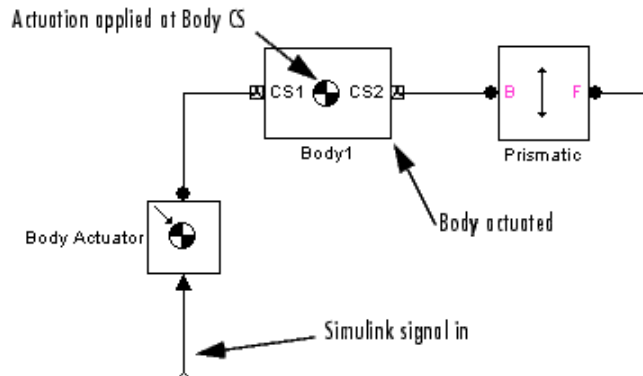 Actuation applied at Body CS
CS1 CS2
B F
Body1
Prismatic
Body actuated
Body Actuator
Simulink signal in